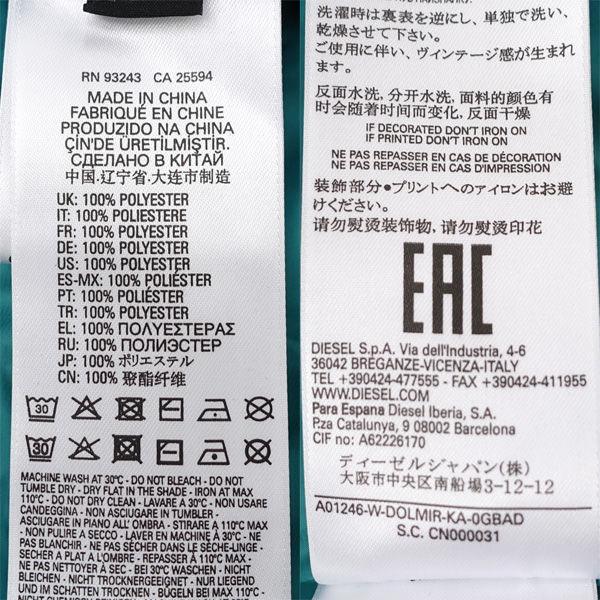 RN 93243 CA 25594
MADE IN CHINA
FABRIQUÉ EN CHINE
PRODUZIDO NA CHINA
ÇİN'DE ÜRETİLMİŞTİR.
СДЕЛАНО В КИТАЙ
中国.辽宁省.大连市制造
UK: 100% POLYESTER
IT: 100% POLIESTERE
FR: 100% POLYESTER
DE: 100% POLYESTER
US: 100% POLYESTER
ES-MX: 100% POLIÉSTER
PT: 100% POLIÉSTER
TR: 100% POLYESTER
EL: 100% ΠΟΛΥΕΣΤΕΡΑΣ
RU: 100% ПОЛИЭСТЕР
JP: 100% ポリエステル
CN: 100% 聚酯纤维
30
30
MACHINE WASH AT 30°C - DO NOT BLEACH - DO NOT
TUMBLE DRY - DRY FLAT IN THE SHADE - IRON AT MAX
110°C - DO NOT DRY CLEAN - LAVARE A 30°C - NON USARE
CANDEGGINA - NON ASCIUGARE IN TUMBLER -
ASCIUGARE IN PIANO ALL' OMBRA - STIRARE A 110°C MAX
- NON PULIRE A SECCO - LAVER EN MACHINE À 30°C - NE
PAS BLANCHIR - NE PAS SÉCHER DANS LE SÈCHE-LINGE -
SÉCHER À PLAT A L'OMBRE - REPASSER À 110°C MAX -
NE PAS NETTOYER À SEC - BEI 30°C WASCHEN - NICHT
BLEICHEN - NICHT TROCKNERGEEIGNET - NUR LIEGEND
UND IM SCHATTEN TROCKNEN - BÜGELN MAX 110°C -
洗濯時は裏表を逆にし、単独で洗い、
乾燥させて下さい。
ご使用に伴い、ヴィンテージ感が生まれ
ます。
反面水洗, 分开水洗, 面料的颜色有
时会随着时间而变化, 反面干燥
IF DECORATED DON'T IRON ON
IF PRINTED DON'T IRON ON
NE PAS REPASSER EN CAS DE DÉCORATION
NE PAS REPASSER EN CAS D'IMPRESSION
装飾部分•プリントへのアイロンはお避
けください。
请勿熨烫装饰物, 请勿熨烫印花
EAC
DIESEL S.p.A. Via dell'Industria, 4-6
36042 BREGANZE-VICENZA-ITALY
TEL +390424-477555 - FAX +390424-411955
WWW.DIESEL.COM
Para Espana Diesel Iberia, S.A.
P.za Catalunya, 9 08002 Barcelona
CIF no: A62226170
ディーゼルジャパン(株)
大阪市中央区南船場3-12-12
A01246-W-DOLMIR-KA-0GBAD
S.C. CN000031